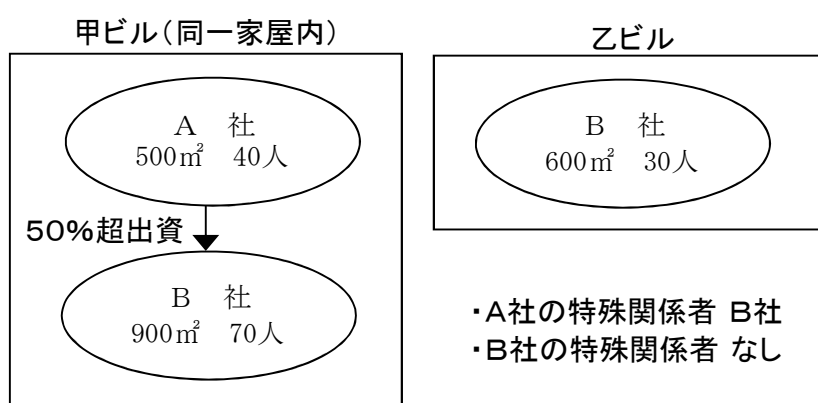 甲ビル（同一家屋内）
A　社
500㎡　40人
50％超出資
B　社
900㎡　70人
乙ビル
B　社
600㎡　30人
・A社の特殊関係者 B社
・B社の特殊関係者 なし